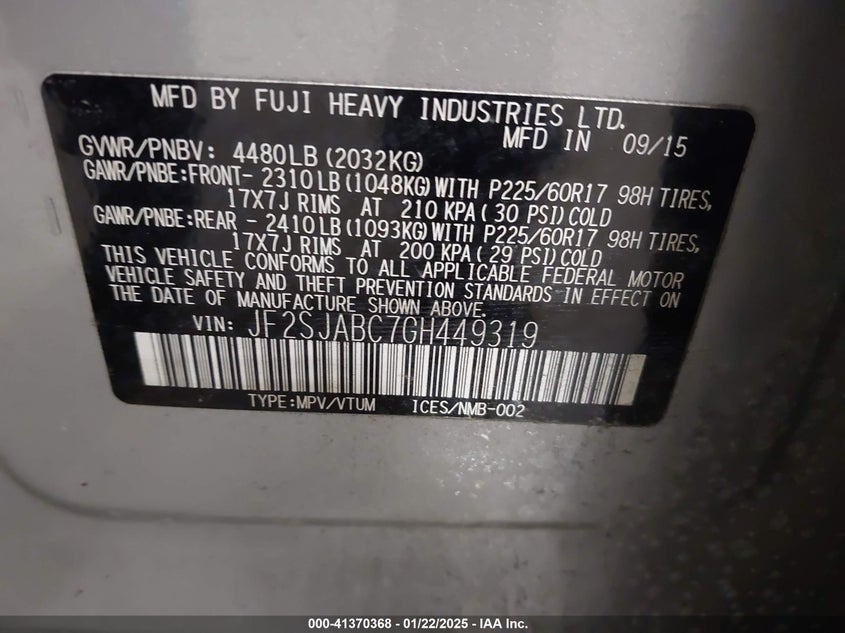 MFD BY FUJI HEAVY INDUSTRIES LTD.
MFD IN 09/15
GVWR/PNBV: 4480LB (2032KG)
GAWR/PNBE:FRONT- 2310LB (1048KG) WITH P225/60R17 98H TIRES,
17X7J RIMS AT 210 KPA( 30 PSI) COLD
GAWR/PNBE:REAR - 2410LB (1093KG) WITH P225/60R17 98H TIRES,
17X7J RIMS AT 200 KPA( 29 PSI) COLD
THIS VEHICLE CONFORMS TO ALL APPLICABLE FEDERAL MOTOR
VEHICLE SAFETY AND THEFT PREVENTION STANDARDS IN EFFECT ON
THE DATE OF MANUFACTURE SHOWN ABOVE.
VIN: JF2SJABC7GH449319
TYPE:MPV/VTUM ICES/NMB-002
000-41370368 - 01/22/2025 - IAA Inc.